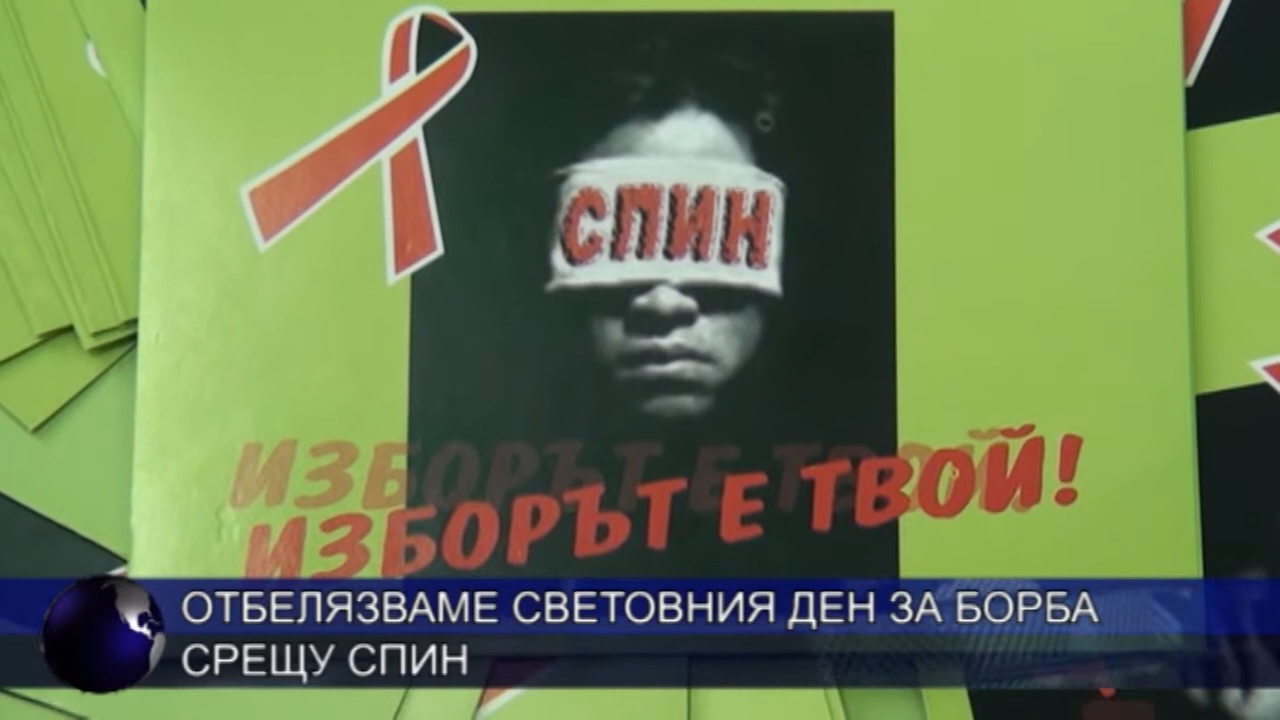 СПИН
ИЗБОРЪТ Е ТВОЙ
ИЗБОРЪТ Е ТВОЙ!
ОТБЕЛЯЗВАМЕ СВЕТОВНИЯ ДЕН ЗА БОРБА
СРЕЩУ СПИН